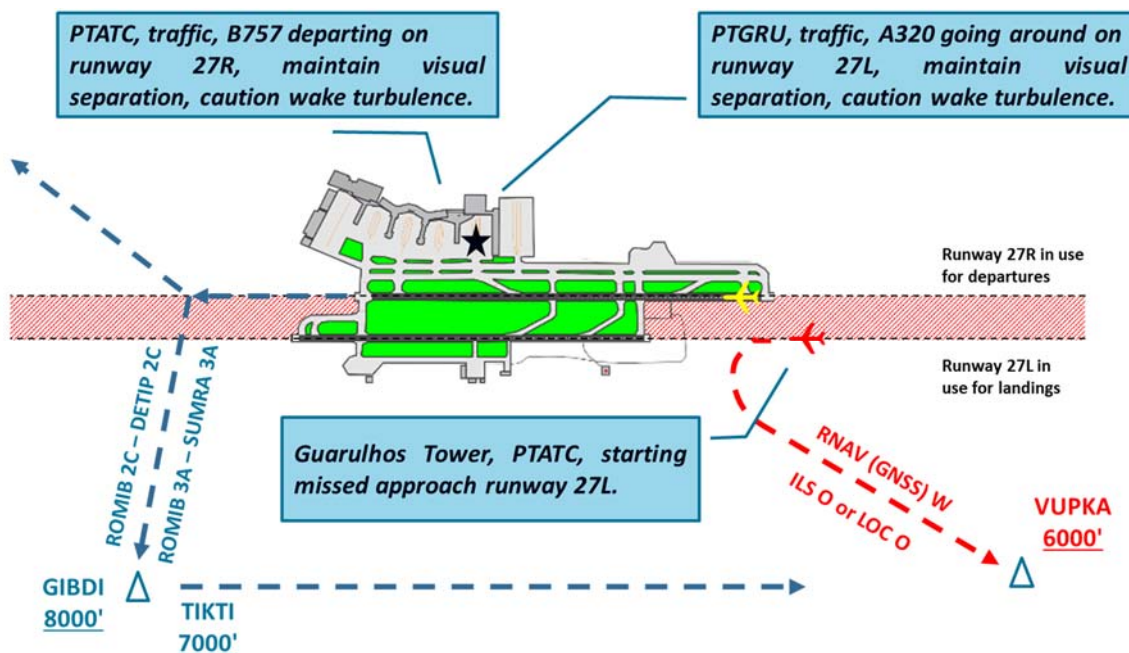 PTATC, traffic, B757 departing on
runway 27R, maintain visual
separation, caution wake turbulence.
PTGRU, traffic, A320 going around on
runway 27L, maintain visual
separation, caution wake turbulence.
Runway 27R in use
for departures
Runway 27L in
use for landings
Guarulhos Tower, PTATC, starting
missed approach runway 27L.
ROMIB 2C – DETIP 2C
ROMIB 3A – SUMRA 3A
RNAV (GNSS) W
ILS O or LOC O
VUPKA
6000'
GIBDI
8000'
TIKTI
7000'